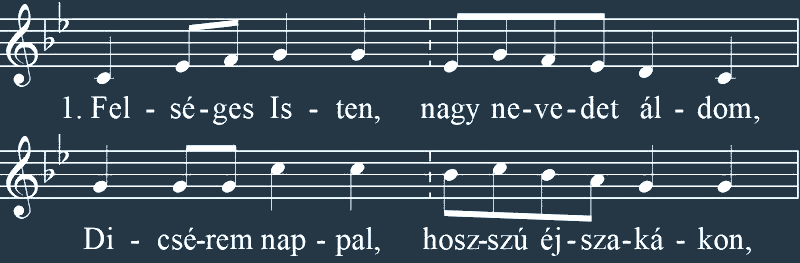 1. Fel - sé-ges Is - ten, nagy ne-ve-det ál - dom,
Di - csé-rem nap - pal, hosz-szú éj-sza-ká - kon,